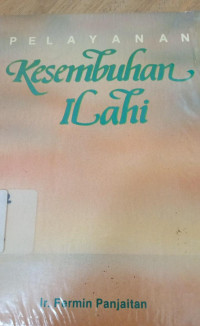 PELAYANAN
Kesembuhan
ILahi
Ir. Parmin Panjaitan